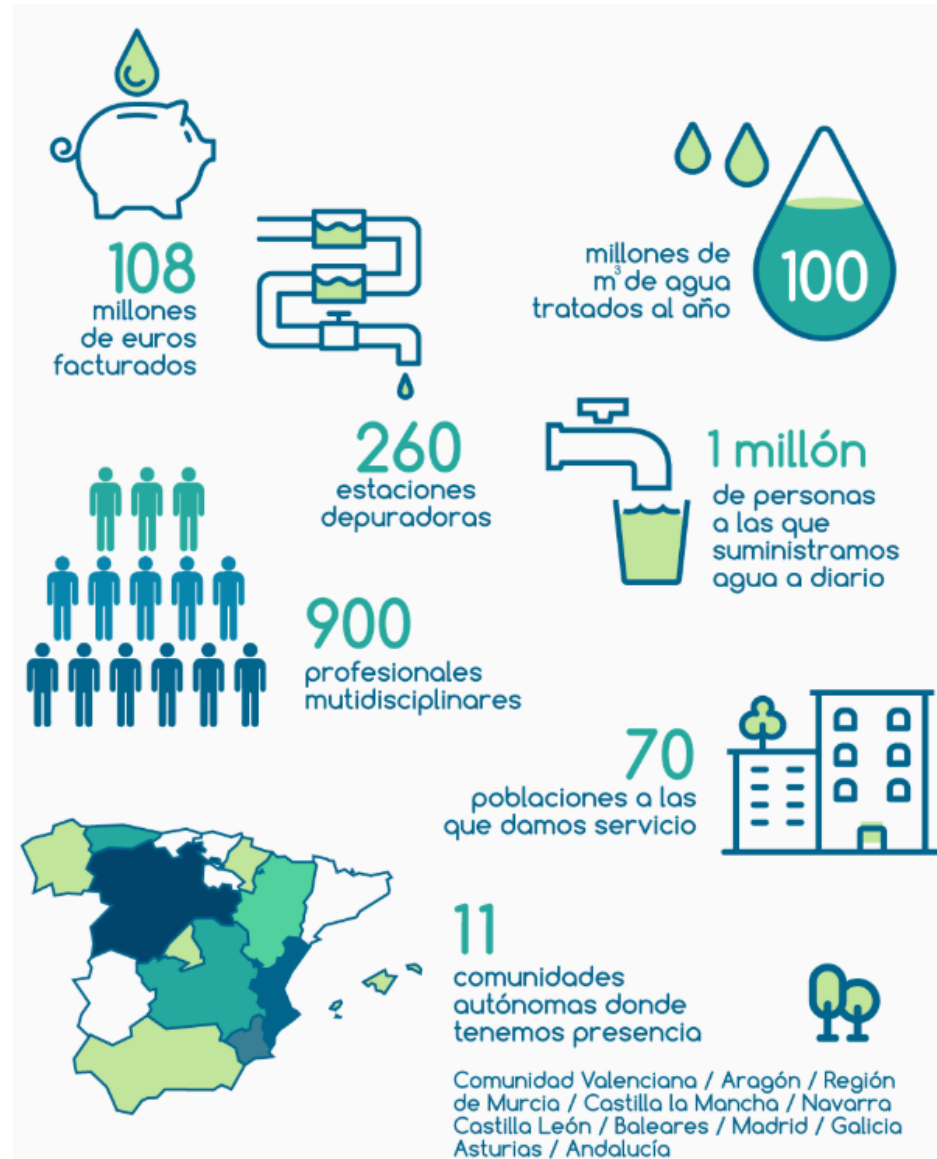 108
millones
de euros
facturados
millones de
m³ de agua
tratados al año
100
260
estaciones
depuradoras
1 millón
de personas
a las que
suministramos
agua a diario
900
profesionales
mutidisciplinares
70
poblaciones a las
que damos servicio
11
comunidades
autónomas donde
tenemos presencia
Comunidad Valenciana / Aragón / Región
de Murcia / Castilla la Mancha / Navarra
Castilla León / Baleares / Madrid / Galicia
Asturias / Andalucía